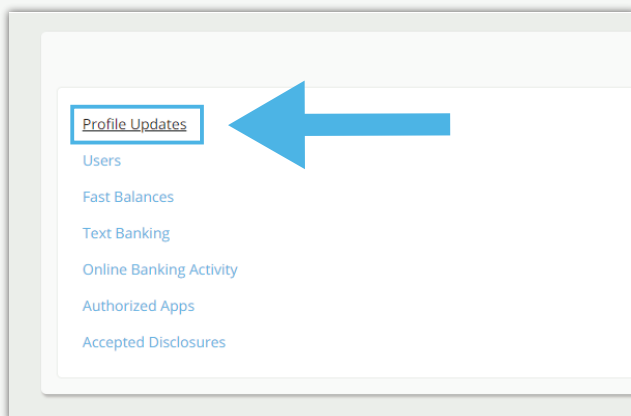 Profile Updates
Users
Fast Balances
Text Banking
Online Banking Activity
Authorized Apps
Accepted Disclosures